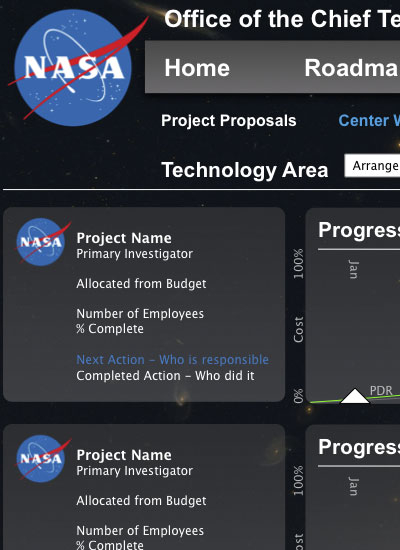 Office of the Chief Te
NASA
Home Roadma
Project Proposals Center W
Technology Area Arrange
NASA
Project Name
Primary Investigator
Allocated from Budget
Number of Employees
% Complete
Next Action – Who is responsible
Completed Action – Who did it
Progress
100%
Jan
Cost
0%
PDR
NASA
Project Name
Primary Investigator
Allocated from Budget
Number of Employees
% Complete
Progress
100%
Jan
ost